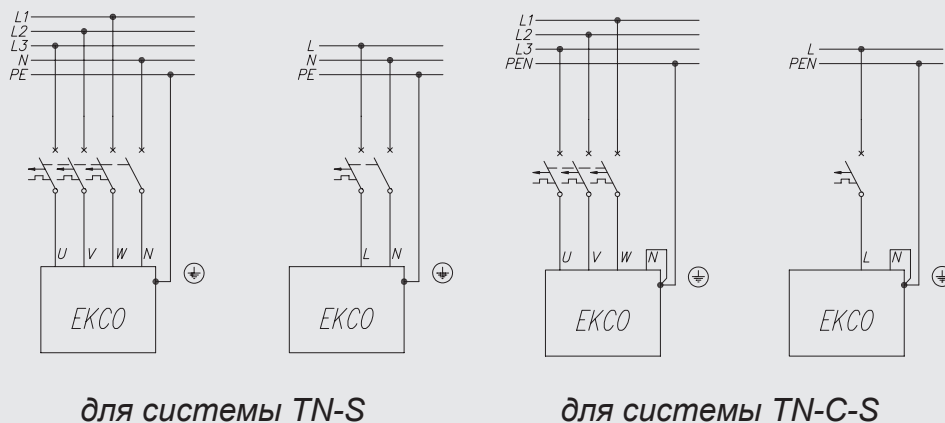 L1
L2
L3
N
PE
U V W N
EKCO
L
N
PE
L N
EKCO
L1
L2
L3
PEN
U V W N
EKCO
L
PEN
L N
EKCO
для системы TN-S
для системы TN-C-S